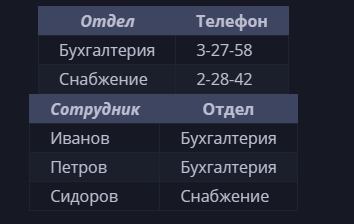 Отдел Телефон
Бухгалтерия 3-27-58
Снабжение 2-28-42
Сотрудник Отдел
Иванов Бухгалтерия
Петров Бухгалтерия
Сидоров Снабжение